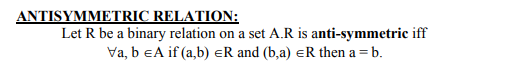 ANTISYMMETRIC RELATION:
Let R be a binary relation on a set A.R is anti-symmetric iff
∀a, b ∈A if (a,b) ∈R and (b,a) ∈R then a = b.